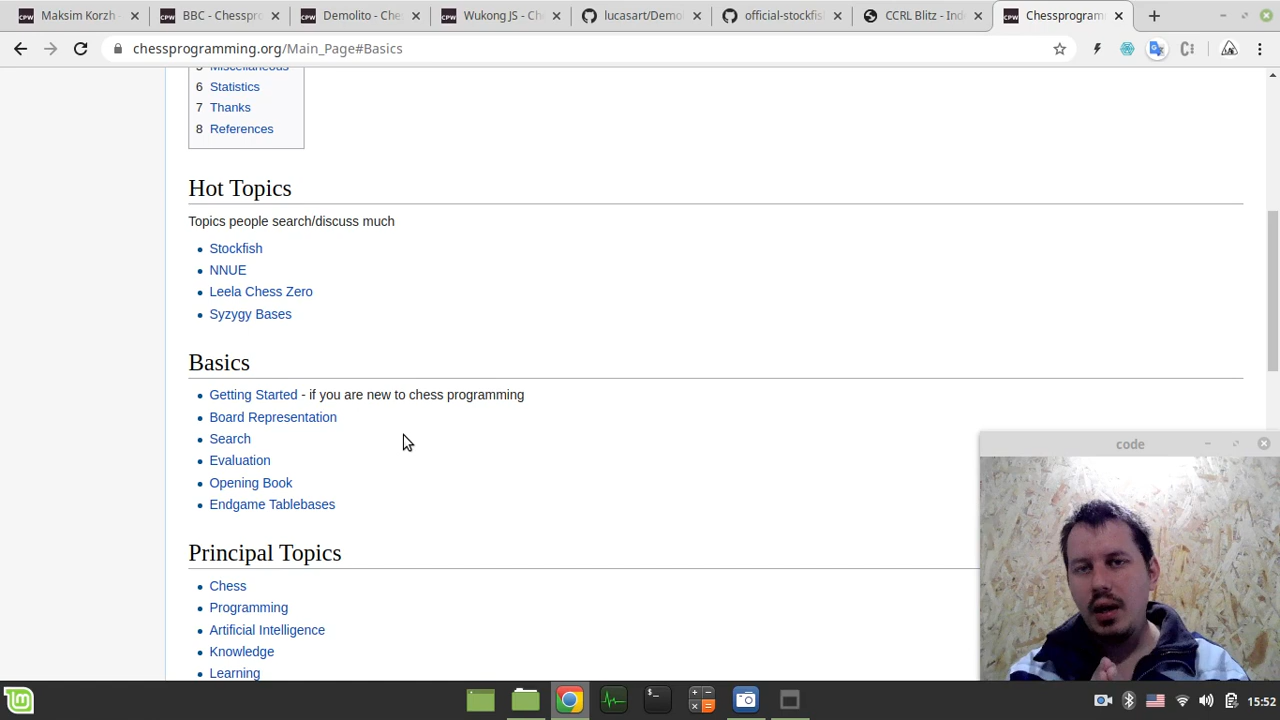 Maksim Korzh -
BBC - Chesspro
Demolito - Che
Wukong JS - Ch
lucasart/Demo
official-stockfis
CCRL Blitz - Ind
Chessprogram
chessprogramming.org/Main_Page#Basics
5 Miscellaneous
6 Statistics
7 Thanks
8 References
Hot Topics
Topics people search/discuss much
Stockfish
NNUE
Leela Chess Zero
Syzygy Bases
Basics
Getting Started - if you are new to chess programming
Board Representation
Search
Evaluation
Opening Book
Endgame Tablebases
Principal Topics
Chess
Programming
Artificial Intelligence
Knowledge
Learning
code
15:52